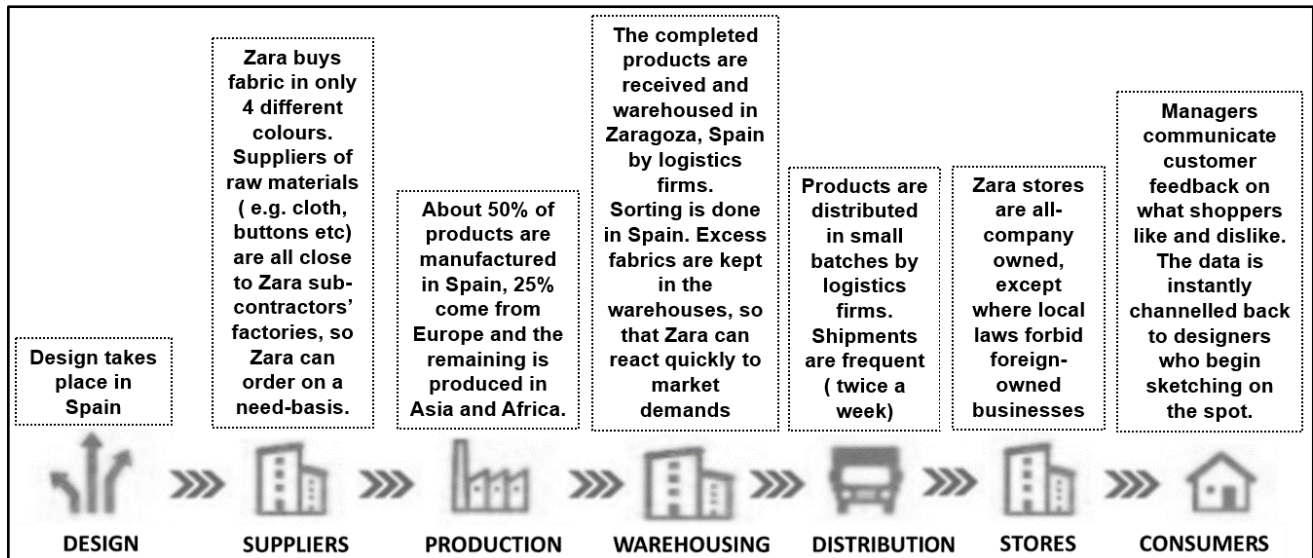 Design takes
place in
Spain
Zara buys
fabric in only
4 different
colours.
Suppliers of
raw materials
( e.g. cloth,
buttons etc)
are all close
to Zara sub-
contractors’
factories, so
Zara can
order on a
need-basis.
About 50% of
products are
manufactured
in Spain, 25%
come from
Europe and the
remaining is
produced in
Asia and Africa.
The completed
products are
received and
warehoused in
Zaragoza, Spain
by logistics
firms.
Sorting is done
in Spain. Excess
fabrics are kept
in the
warehouses, so
that Zara can
react quickly to
market
demands
Products are
distributed
in small
batches by
logistics
firms.
Shipments
are frequent
( twice a
week)
Zara stores
are all-
company
owned,
except
where local
laws forbid
foreign-
owned
businesses
Managers
communicate
customer
feedback on
what shoppers
like and dislike.
The data is
instantly
channelled back
to designers
who begin
sketching on
the spot.
DESIGN
SUPPLIERS
PRODUCTION
WAREHOUSING
DISTRIBUTION
STORES
CONSUMERS